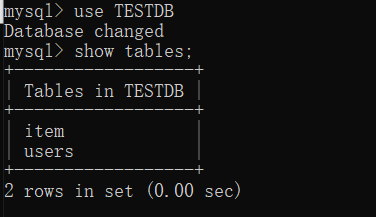 mysql> use TESTDB
Database changed
mysql> show tables;
+------------------+
| Tables in TESTDB |
+------------------+
| item             |
| users            |
+------------------+
2 rows in set (0.00 sec)